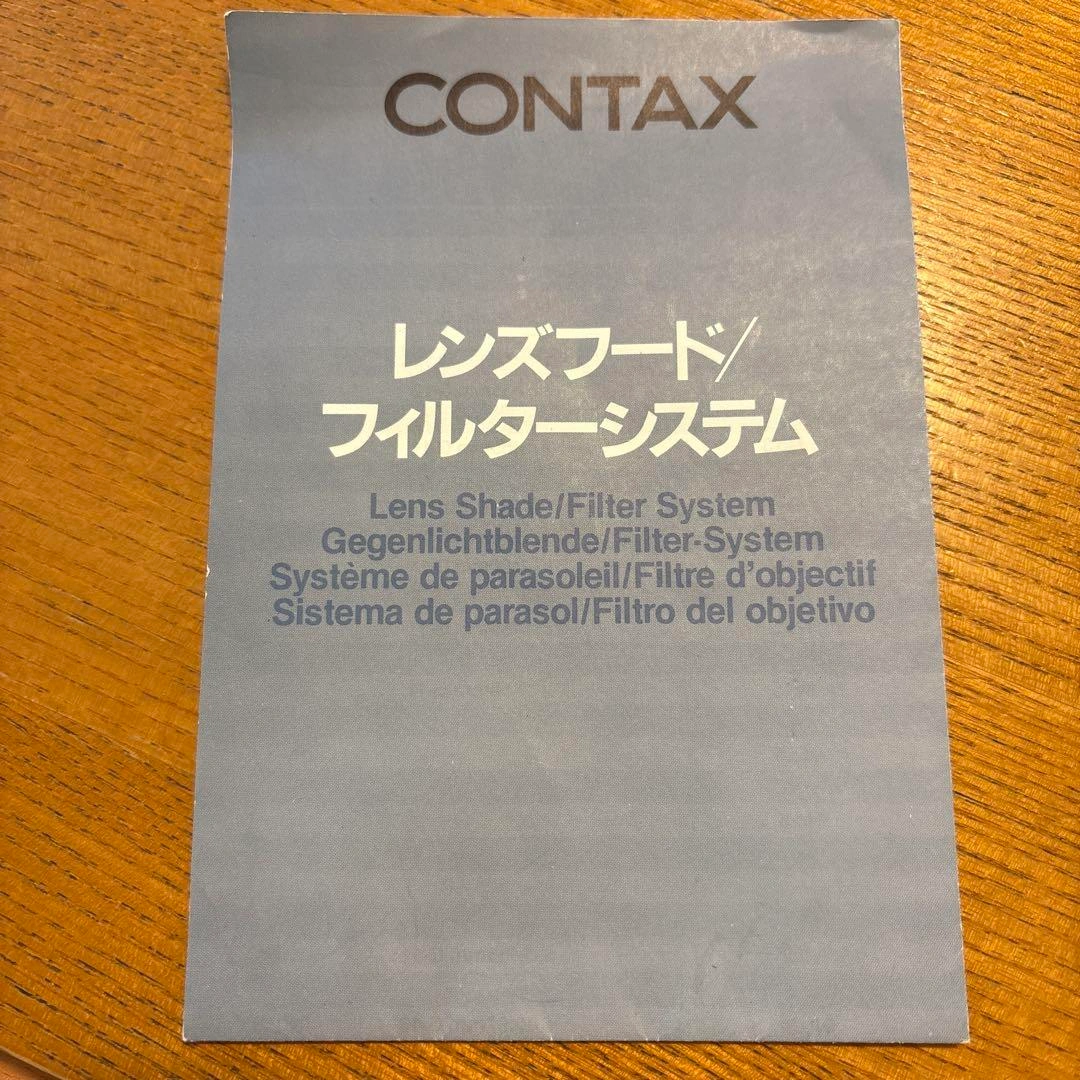 CONTAX
レンズフード/
フィルターシステム
Lens Shade/Filter System
Gegenlichtblende/Filter-System
Système de parasoleil/Filtre d'objectif
Sistema de parasol/Filtro del objetivo